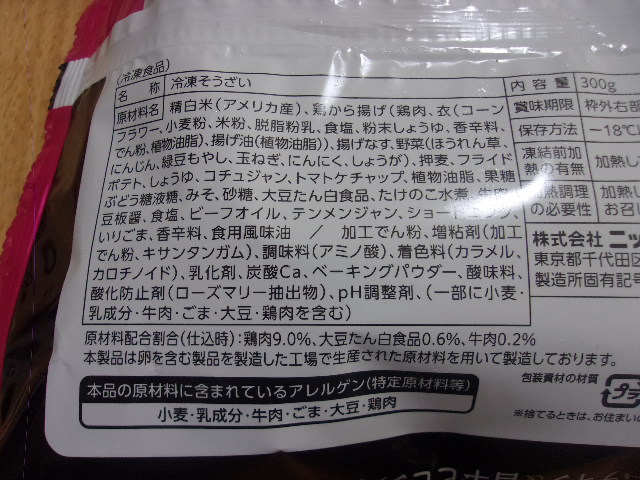 (冷凍食品)
名 称 冷凍そうざい
原材料名 精白米(アメリカ産)、鶏から揚げ(鶏肉、衣(コーン
フラワー、小麦粉、米粉、脱脂粉乳、食塩、粉末しょうゆ、香辛料、
でん粉、植物油脂)、揚げ油(植物油脂))、揚げなす、野菜(ほうれん草、
にんじん、緑豆もやし、玉ねぎ、にんにく、しょうが)、押麦、フライド
ポテト、しょうゆ、コチュジャン、トマトケチャップ、植物油脂、果糖
ぶどう糖液糖、みそ、砂糖、大豆たん白食品、たけのこ水煮、牛肉、
豆板醤、食塩、ビーフオイル、テンメンジャン、
いりごま、香辛料、食用風味油 / 加工でん粉、増粘剤(加工
でん粉、キサンタンガム)、調味料(アミノ酸)、着色料(カラメル、
カロチノイド)、乳化剤、炭酸Ca、ベーキングパウダー、酸味料、
酸化防止剤(ローズマリー抽出物)、pH調整剤、(一部に小麦・
乳成分・牛肉・ごま・大豆・鶏肉を含む)
内 容 量 300g
賞味期限 枠外右部
保存方法 −18℃
凍結前加熱の有無 加熱し
加熱調理の必要性 加熱
お召し
株式会社 ニッ
東京都千代田区
製造所固有記号
原材料配合割合(仕込時):鶏肉9.0%、大豆たん白食品0.6%、牛肉0.2%
本製品は卵を含む製品を製造した工場で生産された原材料を用いて製造しております。
本品の原材料に含まれているアレルゲン(特定原材料等)
小麦・乳成分・牛肉・ごま・大豆・鶏肉
包装資材の材質
プラ
※捨てるときは、お住まい